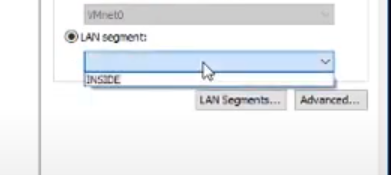 VMnet0
LAN segment:
INSIDE
LAN Segments...
Advanced...